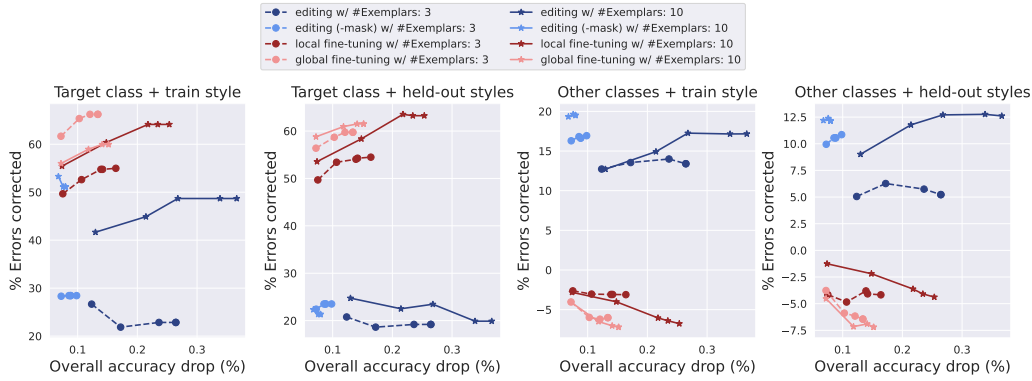 editing w/ #Exemplars: 3
editing (-mask) w/ #Exemplars: 3
local fine-tuning w/ #Exemplars: 3
global fine-tuning w/ #Exemplars: 3
editing w/ #Exemplars: 10
editing (-mask) w/ #Exemplars: 10
local fine-tuning w/ #Exemplars: 10
global fine-tuning w/ #Exemplars: 10
Target class + train style
% Errors corrected
60
50
40
30
20
0.1
0.2
0.3
Overall accuracy drop (%)
Target class + held-out styles
% Errors corrected
60
50
40
30
20
0.1
0.2
0.3
Overall accuracy drop (%)
Other classes + train style
% Errors corrected
20
15
10
5
0
−5
0.1
0.2
0.3
Overall accuracy drop (%)
Other classes + held-out styles
% Errors corrected
12.5
10.0
7.5
5.0
2.5
0.0
−2.5
−5.0
−7.5
0.1
0.2
0.3
Overall accuracy drop (%)